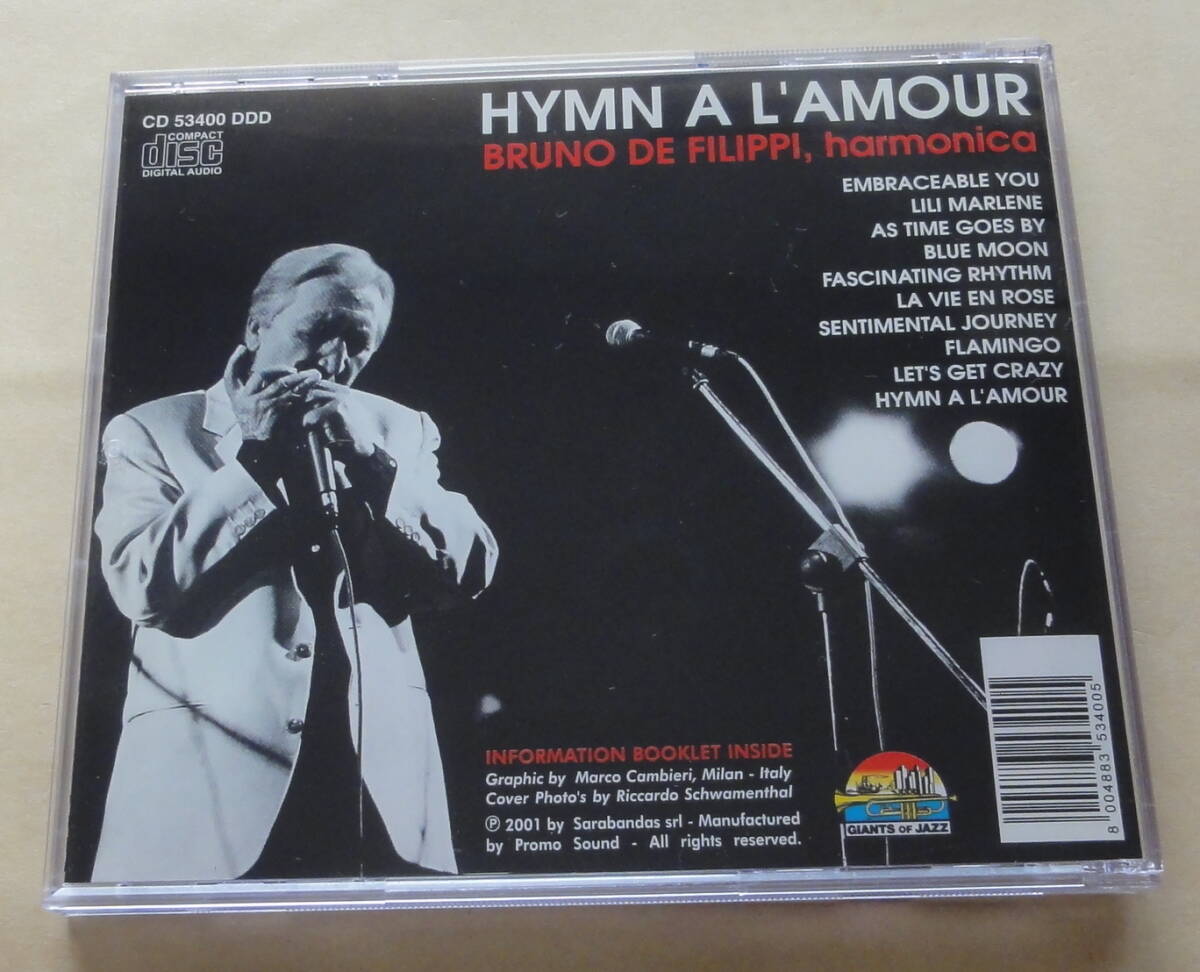 CD 53400 DDD
COMPACT
disc
DIGITAL AUDIO
HYMN A L'AMOUR
BRUNO DE FILIPPI, harmonica
EMBRACEABLE YOU
LILI MARLENE
AS TIME GOES BY
BLUE MOON
FASCINATING RHYTHM
LA VIE EN ROSE
SENTIMENTAL JOURNEY
FLAMINGO
LET'S GET CRAZY
HYMN A L'AMOUR
INFORMATION BOOKLET INSIDE
Graphic by Marco Cambieri, Milan - Italy
Cover Photo's by Riccardo Schwamenthal
℗ 2001 by Sarabandas srl - Manufactured
by Promo Sound - All rights reserved.
GIANTS OF JAZZ
8 004883 534005